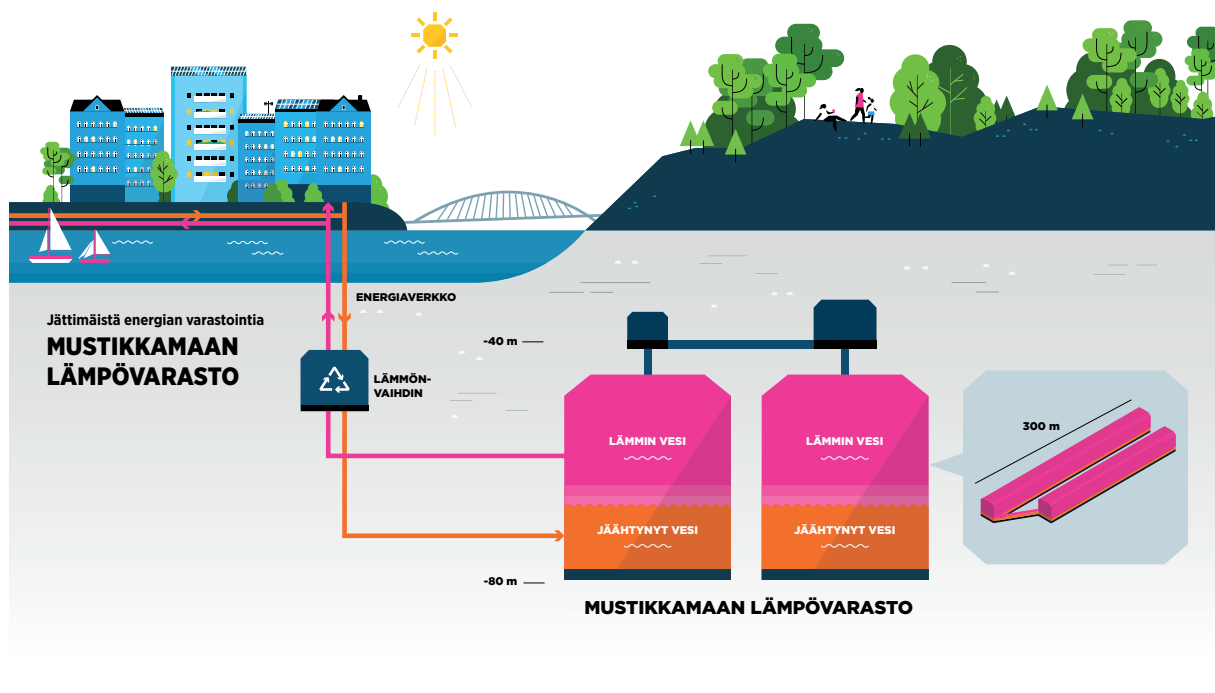 Jättimäistä energian varastointia
MUSTIKKAMAAN
LÄMPÖVARASTO
ENERGIAVERKKO
LÄMMÖN-
VAIHDIN
-40 m
-80 m
LÄMMIN VESI
JÄÄHTYNYT VESI
LÄMMIN VESI
JÄÄHTYNYT VESI
300 m
MUSTIKKAMAAN LÄMPÖVARASTO